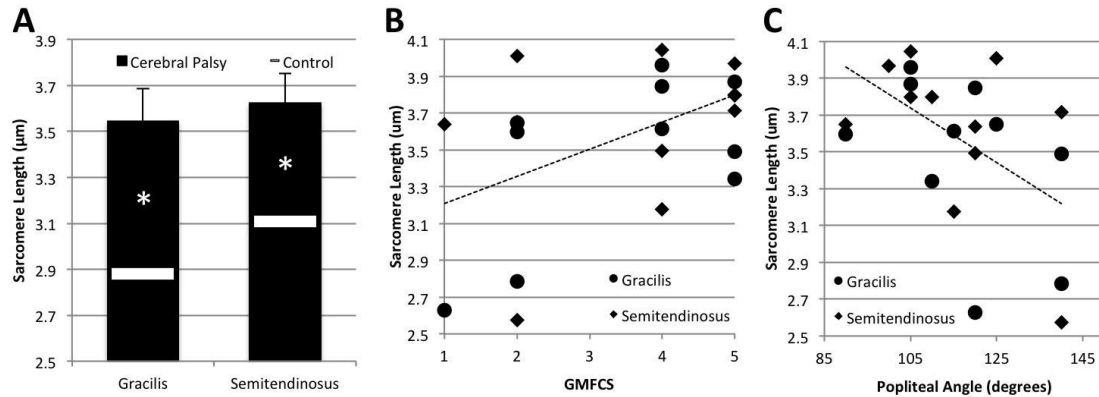 A
Sarcomere Length (μm)
3.9
3.7
3.5
3.3
3.1
2.9
2.7
2.5
Cerebral Palsy
Control
*
*
Gracilis
Semitendinosus
B
Sarcomere Length (um)
4.1
3.9
3.7
3.5
3.3
3.1
2.9
2.7
2.5
Gracilis
Semitendinosus
1
2
3
4
5
GMFCS
C
Sarcomere Length (um)
4.1
3.9
3.7
3.5
3.3
3.1
2.9
2.7
2.5
Gracilis
Semitendinosus
85
105
125
145
Popliteal Angle (degrees)